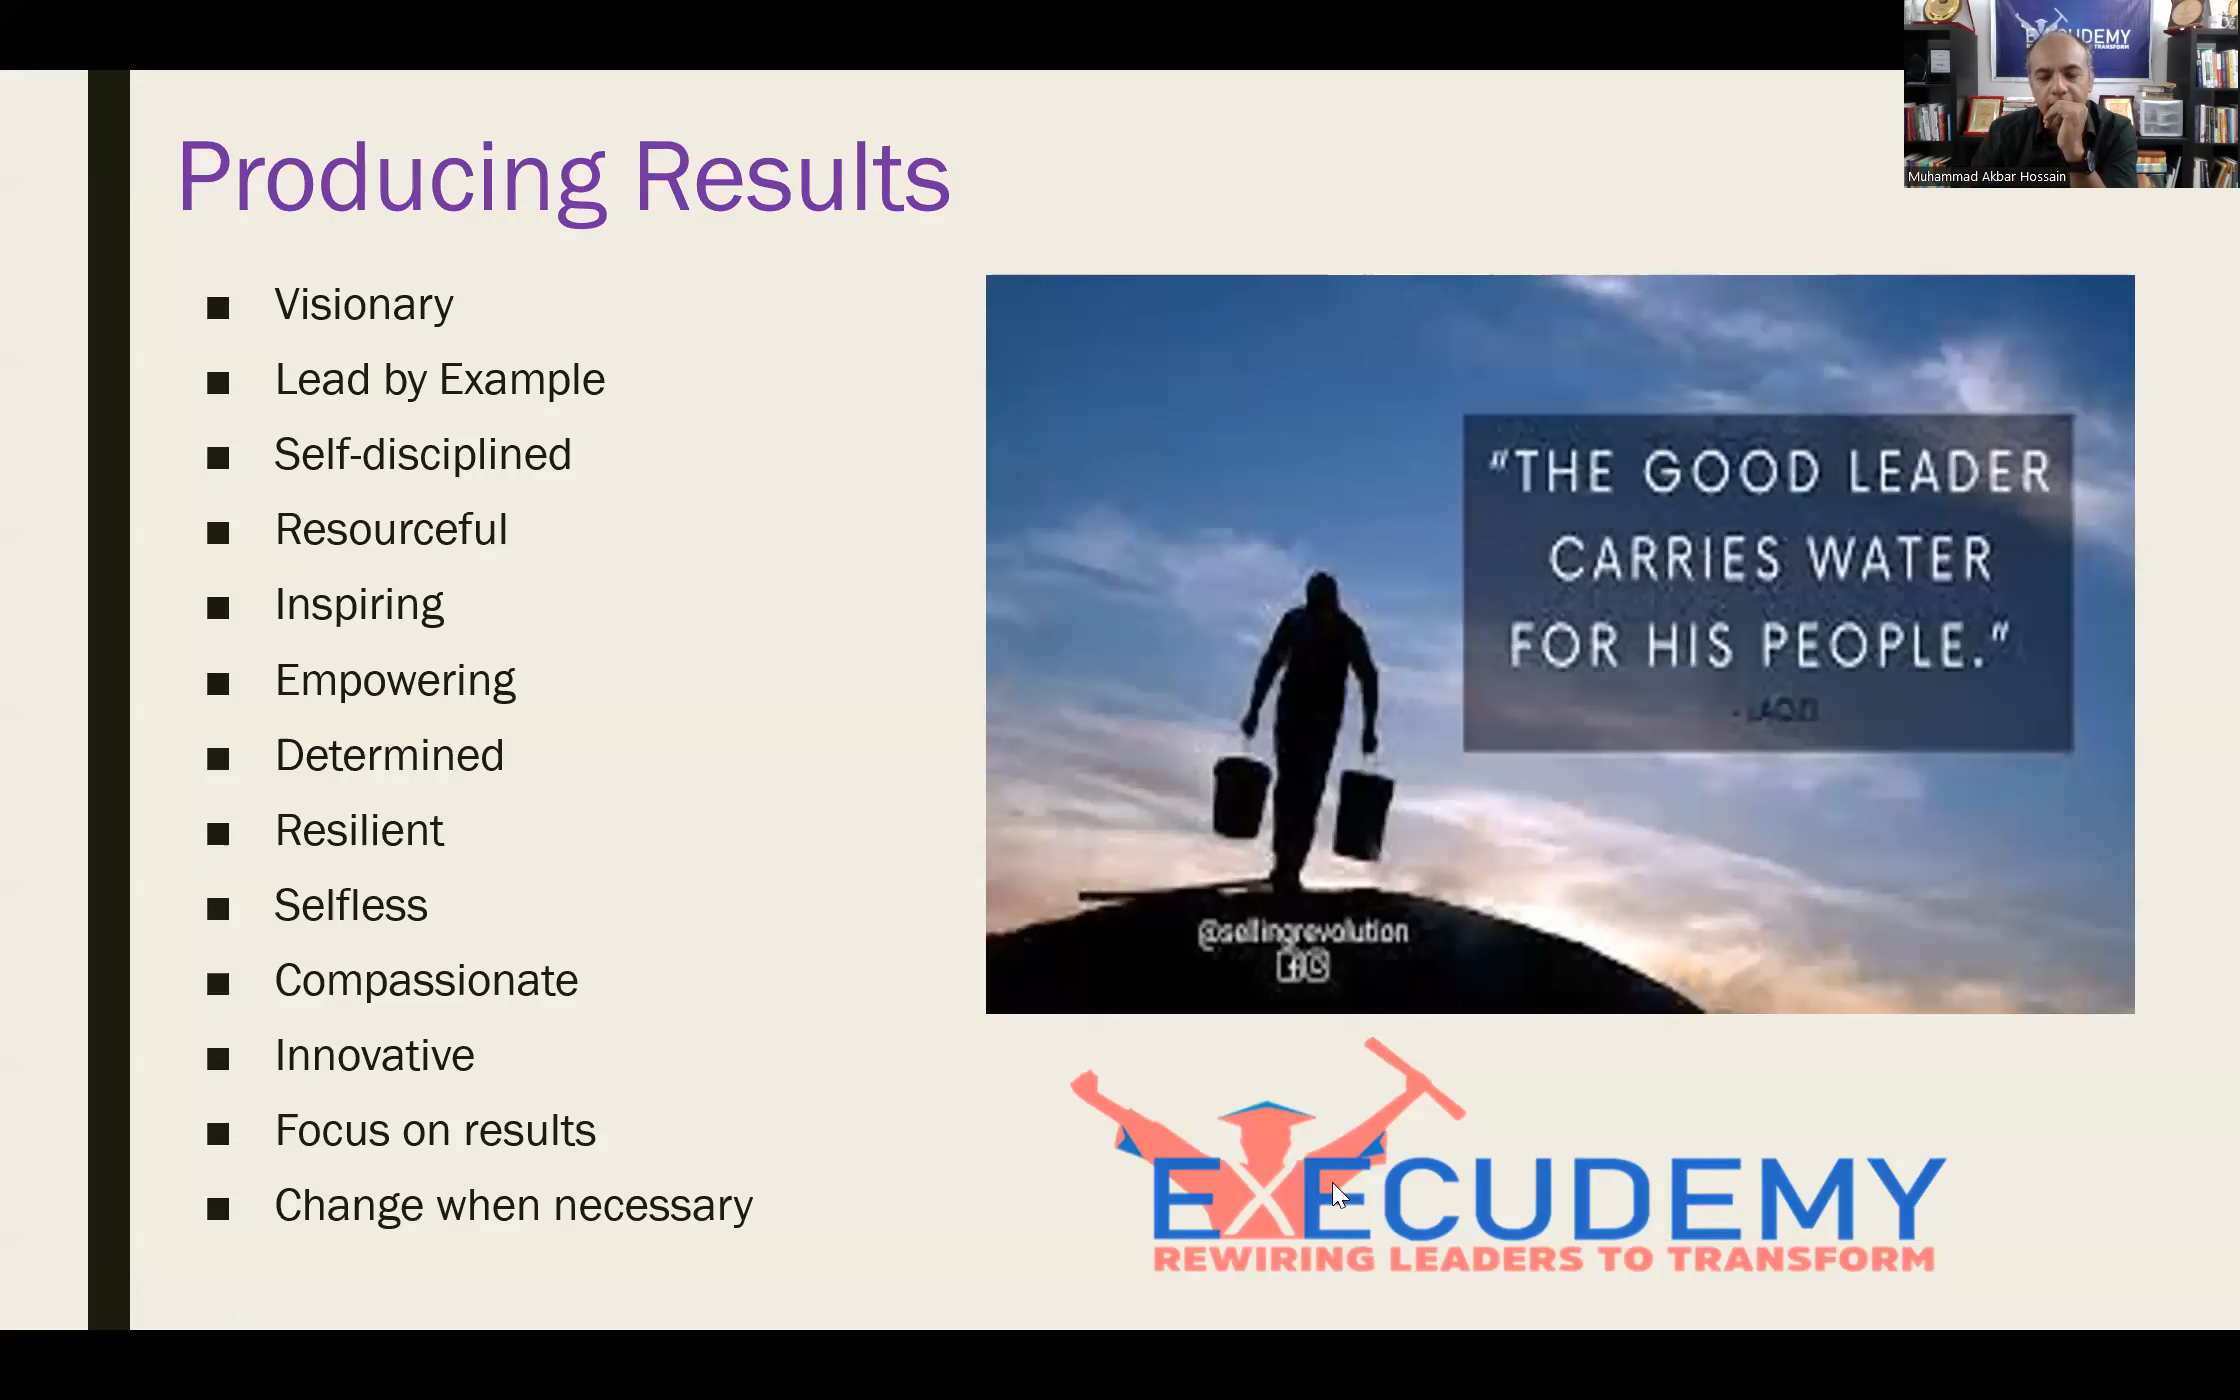 EXECUDEMY
Muhammad Akbar Hossain
Producing Results
■ Visionary
■ Lead by Example
■ Self-disciplined
■ Resourceful
■ Inspiring
■ Empowering
■ Determined
■ Resilient
■ Selfless
■ Compassionate
■ Innovative
■ Focus on results
■ Change when necessary
"THE GOOD LEADER
CARRIES WATER
FOR HIS PEOPLE."
@sellingrevolution
EXECUDEMY
REWIRING LEADERS TO TRANSFORM